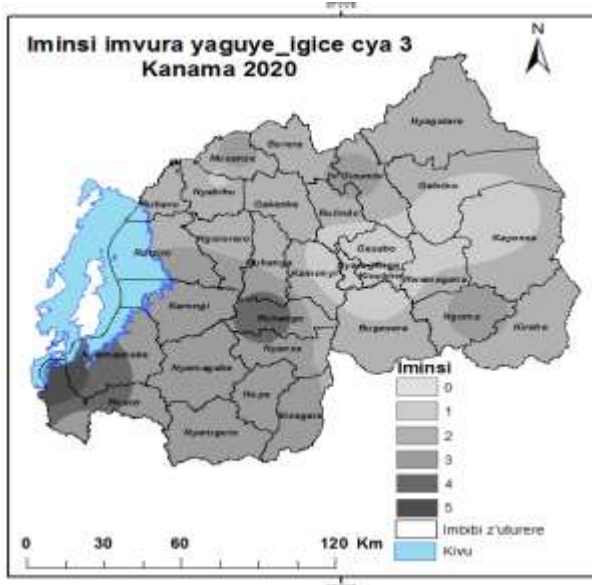 Iminsi imvura yaguye_igice cya 3
Kanama 2020
N
Nyagatare
Burera
Musanze
Gicumbi
Gatsibo
Nyabihu
Rubavu
Gakenke
Rulindo
Kayonza
Ngororero
Rutsiro
Gasabo
Muhanga
Kamonyi
Nyarugenge
Kicukiro
Rwamagana
Karongi
Ruhango
Ngoma
Bugesera
Kirehe
Nyanza
Nyamasheke
Nyamagabe
Huye
Rusizi
Gisagara
Nyaruguru
Iminsi
0
1
2
3
4
5
Imbibi z'uturere
Kivu
0 30 60 120 Km